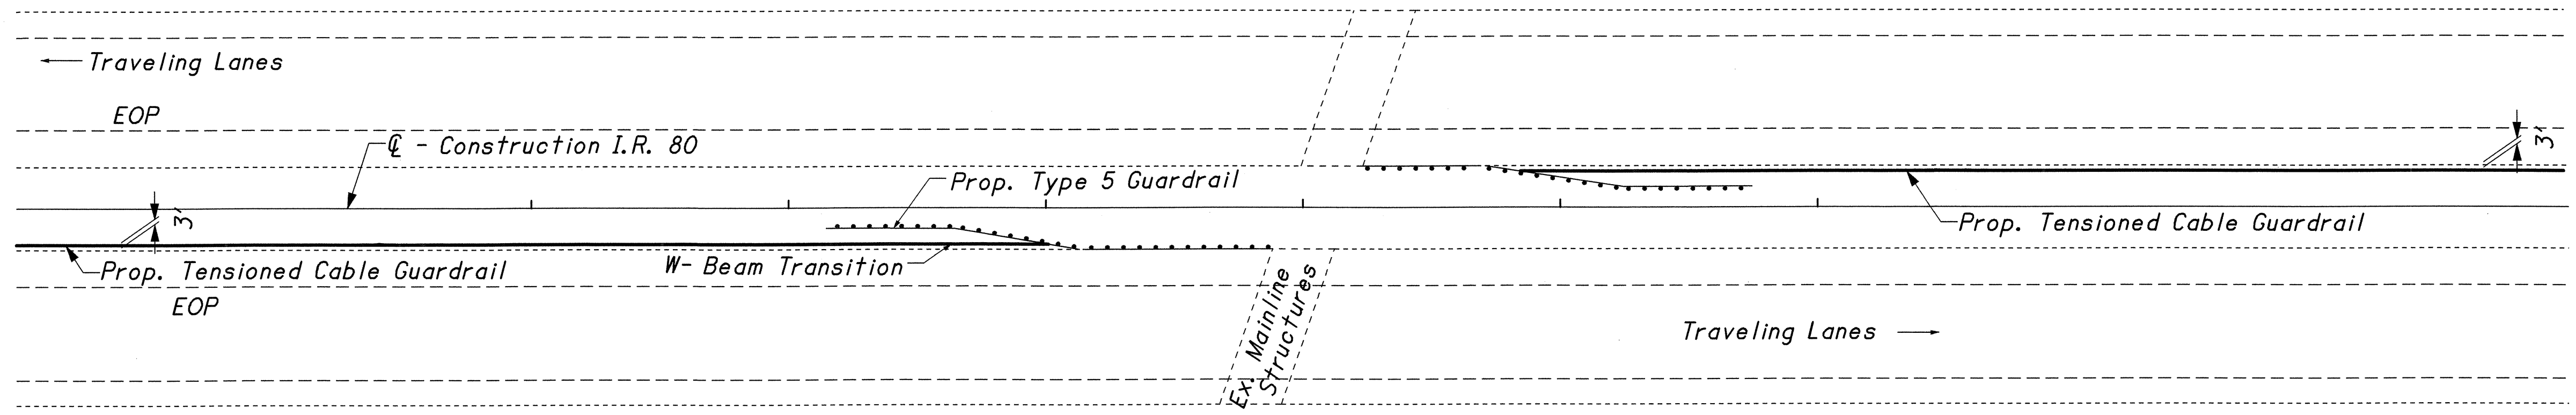 Traveling Lanes
EOP
℄ - Construction I.R. 80
3'
Prop. Type 5 Guardrail
3'
Prop. Tensioned Cable Guardrail
Prop. Tensioned Cable Guardrail
W- Beam Transition
EOP
Ex. Mainline
Structures
Traveling Lanes